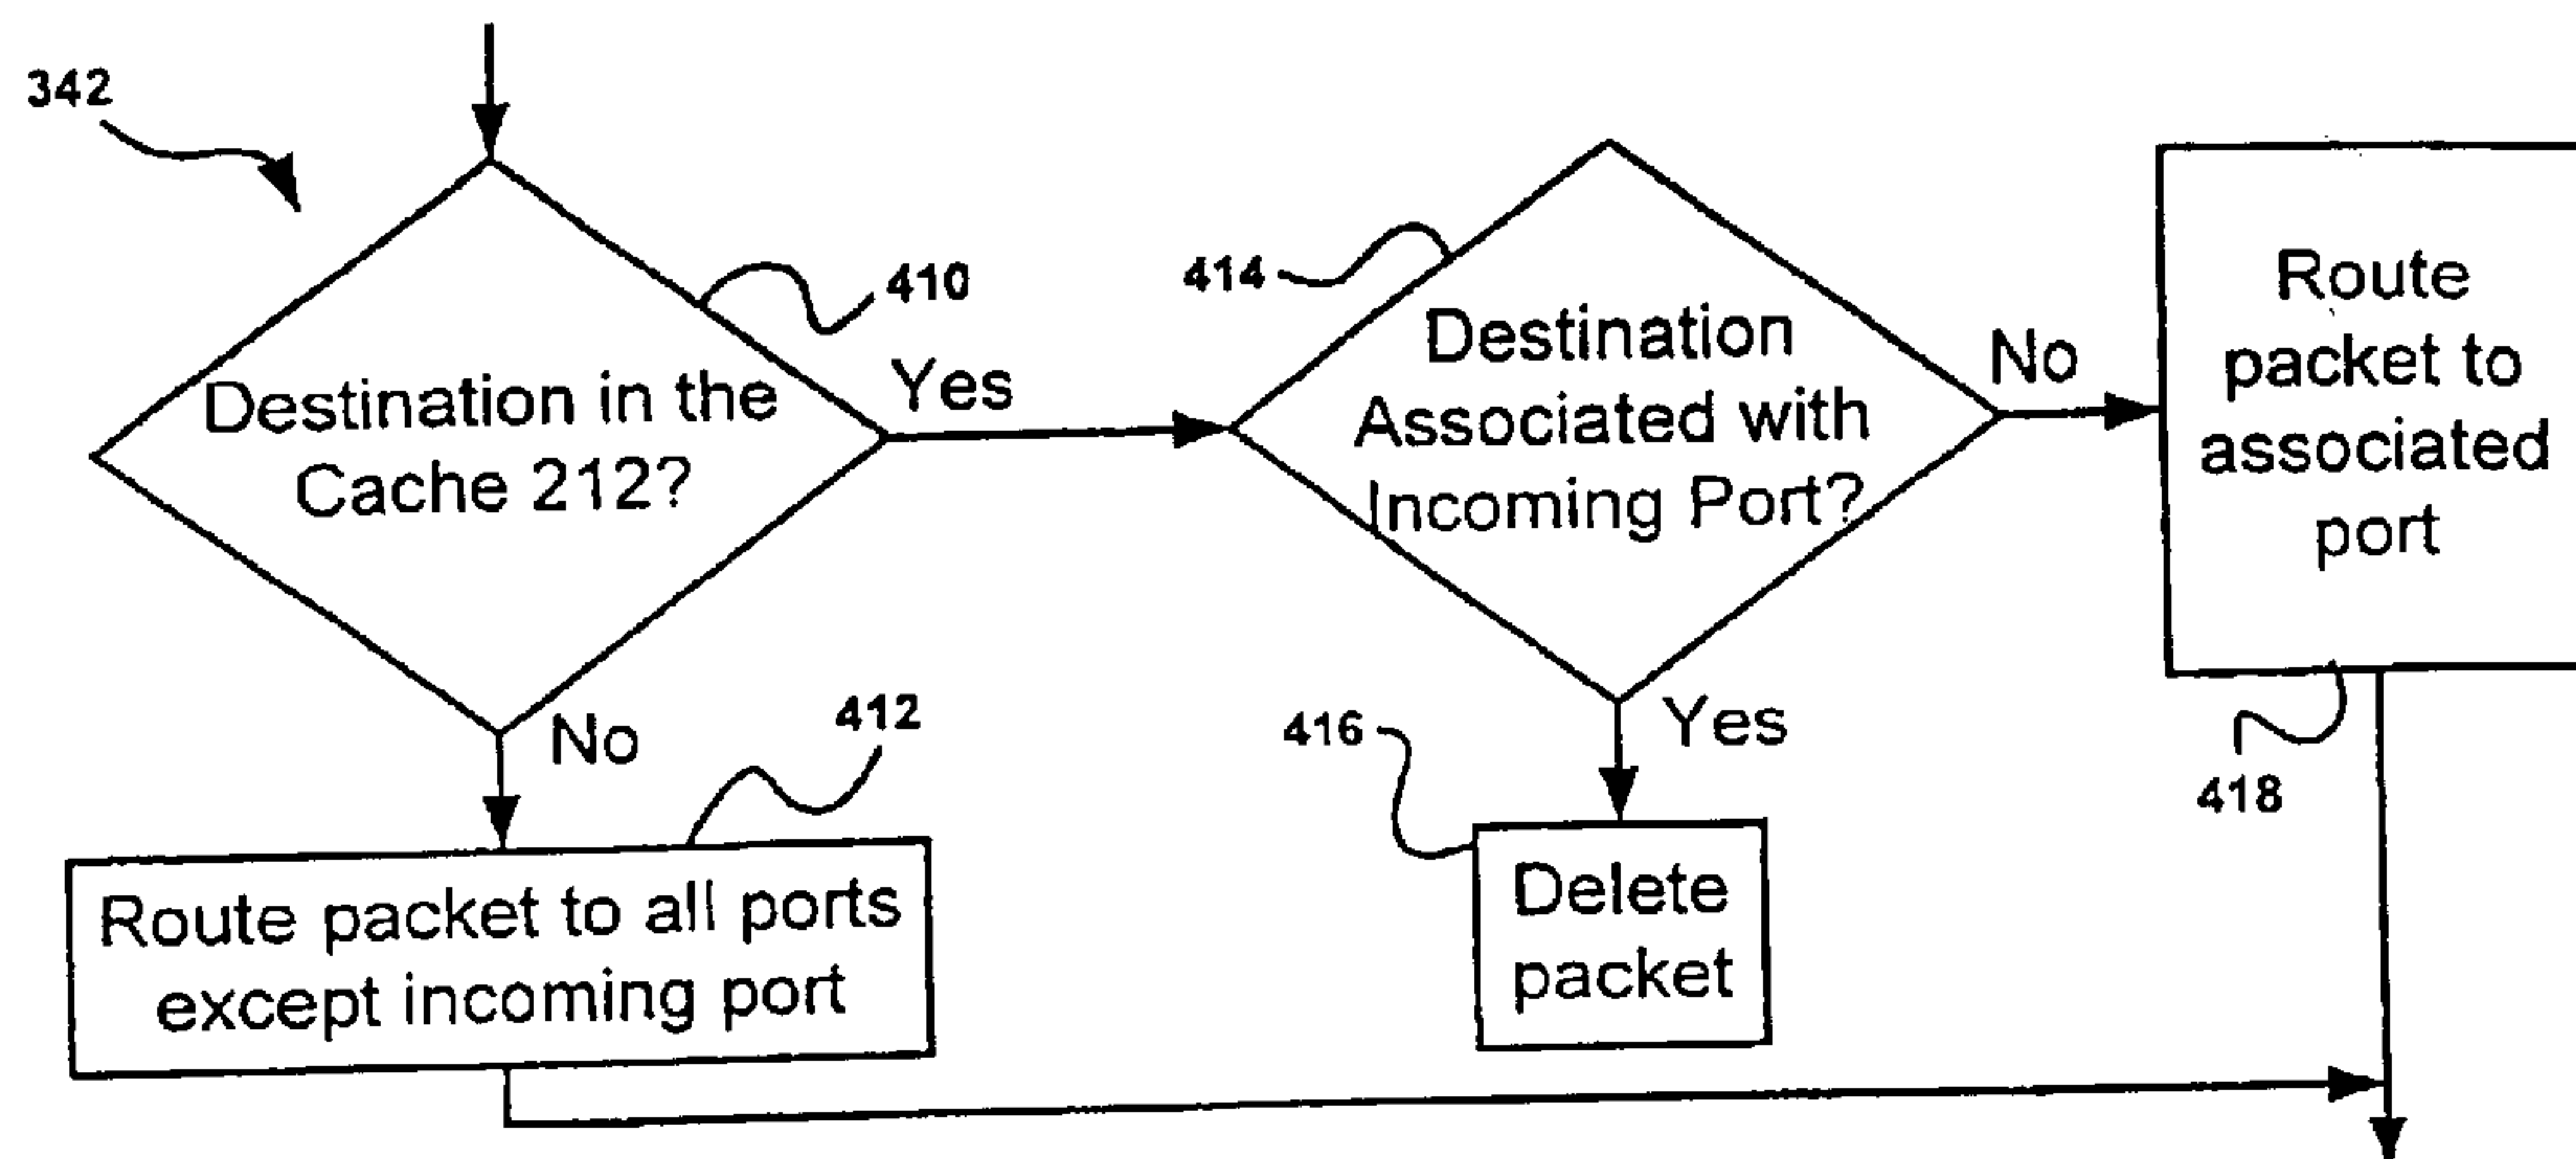 342
410
Destination in the
Cache 212?
Yes
No
412
Route packet to all ports
except incoming port
414
Destination
Associated with
Incoming Port?
No
Yes
416
Delete
packet
Route
packet to
associated
port
418